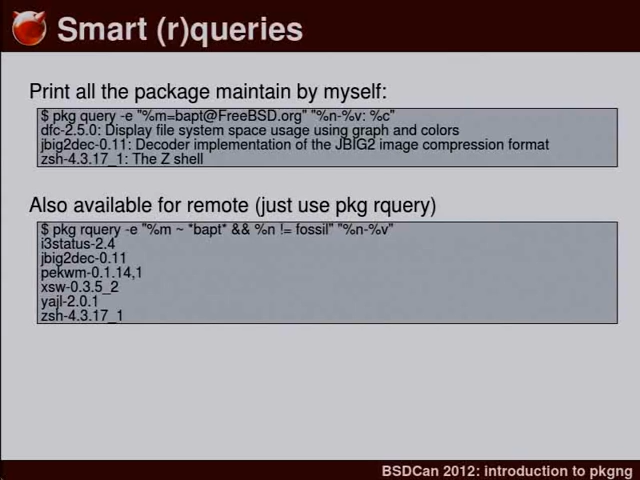 Smart (r)queries
Print all the package maintain by myself:
$ pkg query -e "%m=bapt@FreeBSD.org" "%n-%v: %c"
dfc-2.5.0: Display file system space usage using graph and colors
jbig2dec-0.11: Decoder implementation of the JBIG2 image compression format
zsh-4.3.17_1: The Z shell
Also available for remote (just use pkg rquery)
$ pkg rquery -e "%m ~ *bapt* && %n != fossil" "%n-%v"
i3status-2.4
jbig2dec-0.11
pekwm-0.1.14,1
xsw-0.3.5_2
yajl-2.0.1
zsh-4.3.17_1
BSDCan 2012: introduction to pkgng